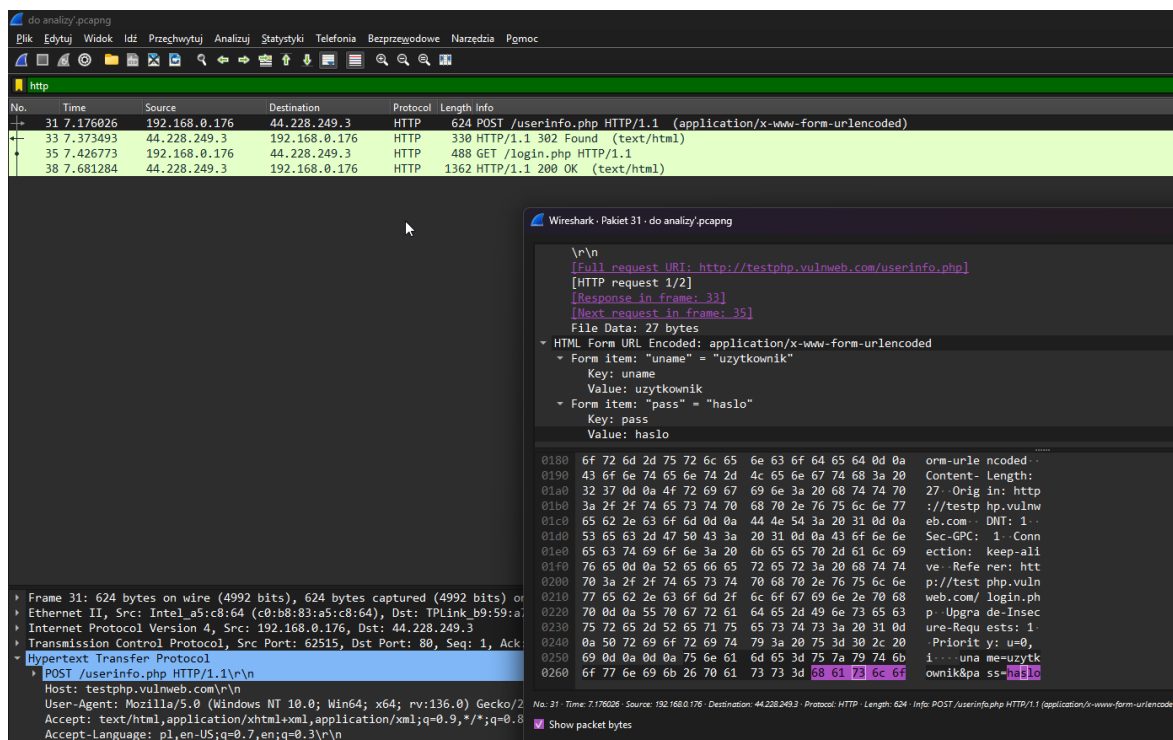 do analizy'.pcapng
Plik Edytuj Widok Idź Przechwytuj Analizuj Statystyki Telefonia Bezprzewodowe Narzędzia Pomoc
http
No. Time Source Destination Protocol Length Info
31 7.176026 192.168.0.176 44.228.249.3 HTTP 624 POST /userinfo.php HTTP/1.1 (application/x-www-form-urlencoded)
33 7.373493 44.228.249.3 192.168.0.176 HTTP 330 HTTP/1.1 302 Found (text/html)
35 7.426773 192.168.0.176 44.228.249.3 HTTP 488 GET /login.php HTTP/1.1
38 7.681284 44.228.249.3 192.168.0.176 HTTP 1362 HTTP/1.1 200 OK (text/html)
Wireshark · Pakiet 31 · do analizy'.pcapng
\r\n
[Full request URI: http://testphp.vulnweb.com/userinfo.php]
[HTTP request 1/2]
[Response in frame: 33]
[Next request in frame: 35]
File Data: 27 bytes
HTML Form URL Encoded: application/x-www-form-urlencoded
Form item: "uname" = "uzytkownik"
Key: uname
Value: uzytkownik
Form item: "pass" = "haslo"
Key: pass
Value: haslo
0180 6f 72 6d 2d 75 72 6c 65 6e 63 6f 64 65 64 0d 0a orm-urle ncoded··
0190 43 6f 6e 74 65 6e 74 2d 4c 65 6e 67 74 68 3a 20 Content- Length:
01a0 32 37 0d 0a 4f 72 69 67 69 6e 3a 20 68 74 74 70 27··Orig in: http
01b0 3a 2f 2f 74 65 73 74 70 68 70 2e 76 75 6c 6e 77 ://testp hp.vulnw
01c0 65 62 2e 63 6f 6d 0d 0a 44 4e 54 3a 20 31 0d 0a eb.com·· DNT: 1··
01d0 53 65 63 2d 47 50 43 3a 20 31 0d 0a 43 6f 6e 6e Sec-GPC: 1··Conn
01e0 65 63 74 69 6f 6e 3a 20 6b 65 65 70 2d 61 6c 69 ection: keep-ali
01f0 76 65 0d 0a 52 65 66 65 72 65 72 3a 20 68 74 74 ve··Refe rer: htt
0200 70 3a 2f 2f 74 65 73 74 70 68 70 2e 76 75 6c 6e p://test php.vuln
0210 77 65 62 2e 63 6f 6d 2f 6c 6f 67 69 6e 2e 70 68 web.com/ login.ph
0220 70 0d 0a 55 70 67 72 61 64 65 2d 49 6e 73 65 63 p··Upgra de-Insec
0230 75 72 65 2d 52 65 71 75 65 73 74 73 3a 20 31 0d ure-Requ ests: 1·
0240 0a 50 72 69 6f 72 69 74 79 3a 20 75 3d 30 2c 20 ·Priorit y: u=0,
0250 69 0d 0a 0d 0a 75 6e 61 6d 65 3d 75 7a 79 74 6b i····una me=uzytk
0260 6f 77 6e 69 6b 26 70 61 73 73 3d 68 61 73 6c 6f ownik&pa ss=haslo
No.: 31 · Time: 7.176026 · Source: 192.168.0.176 · Destination: 44.228.249.3 · Protocol: HTTP · Length: 624 · Info: POST /userinfo.php HTTP/1.1 (application/x-www-form-urlencode
Show packet bytes
Frame 31: 624 bytes on wire (4992 bits), 624 bytes captured (4992 bits) on
Ethernet II, Src: Intel_a5:c8:64 (c0:b8:83:a5:c8:64), Dst: TPLink_b9:59:a
Internet Protocol Version 4, Src: 192.168.0.176, Dst: 44.228.249.3
Transmission Control Protocol, Src Port: 62515, Dst Port: 80, Seq: 1, Ack:
Hypertext Transfer Protocol
POST /userinfo.php HTTP/1.1\r\n
Host: testphp.vulnweb.com\r\n
User-Agent: Mozilla/5.0 (Windows NT 10.0; Win64; x64; rv:136.0) Gecko/2
Accept: text/html,application/xhtml+xml,application/xml;q=0.9,*/*;q=0.8
Accept-Language: pl,en-US;q=0.7,en;q=0.3\r\n